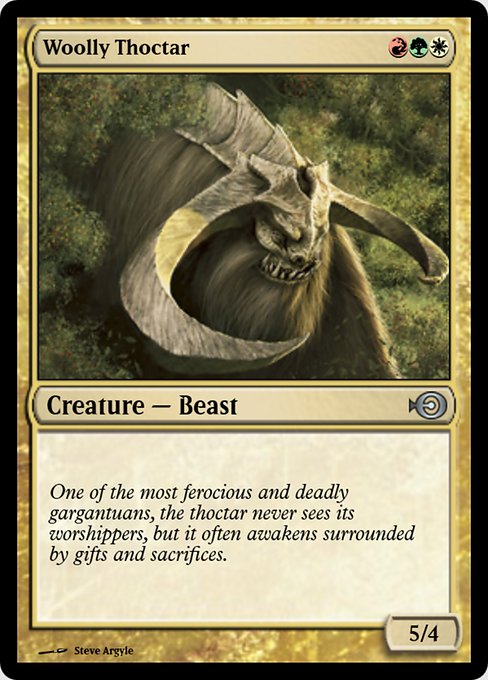 Woolly Thoctar
Creature — Beast
One of the most ferocious and deadly
gargantuans, the thoctar never sees its
worshippers, but it often awakens surrounded
by gifts and sacrifices.
5/4
Steve Argyle